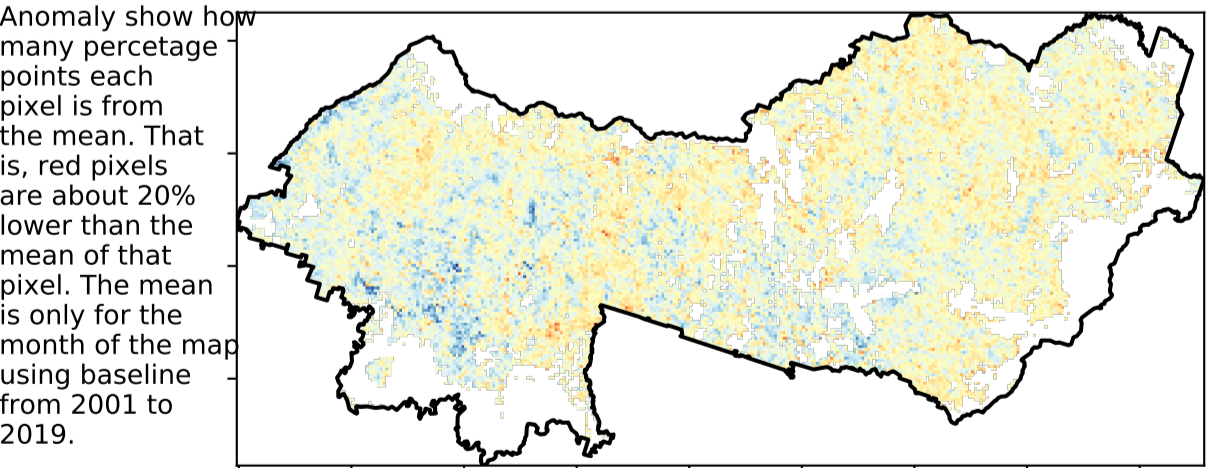 Anomaly show how
many percetage
points each
pixel is from
the mean. That
is, red pixels
are about 20%
lower than the
mean of that
pixel. The mean
is only for the
month of the map
using baseline
from 2001 to
2019.